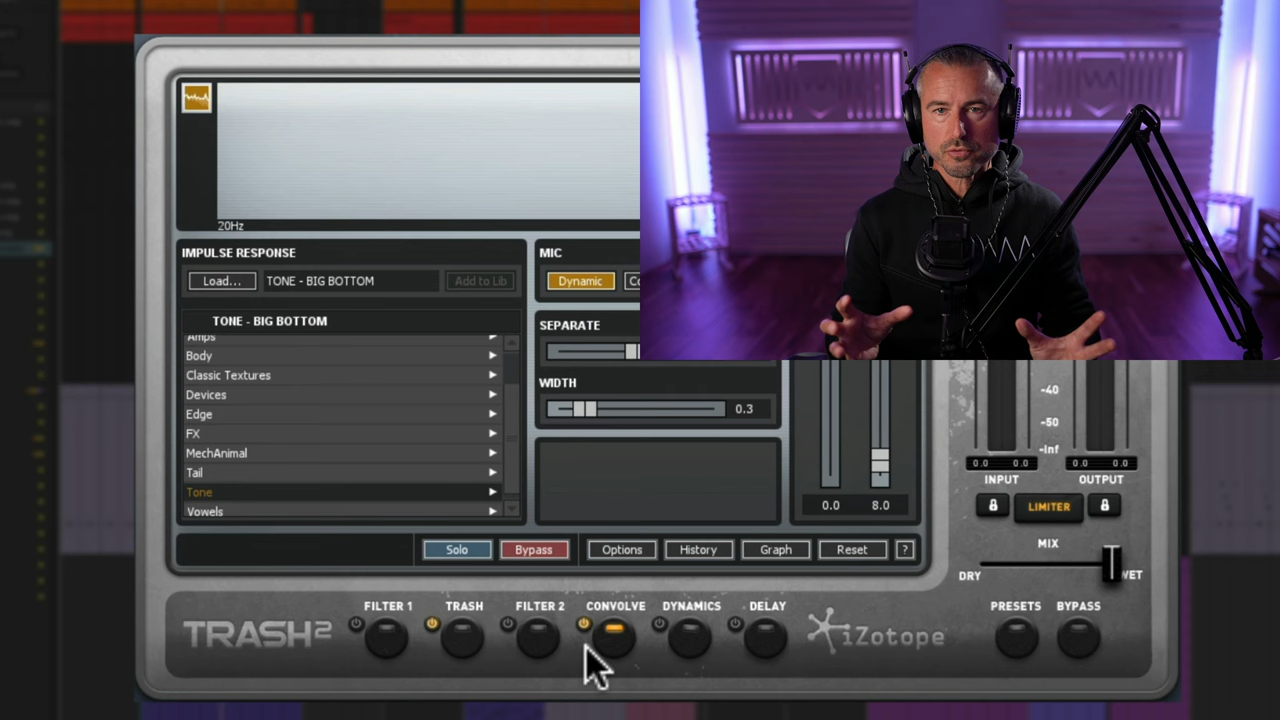 20Hz
IMPULSE RESPONSE
Load...
TONE - BIG BOTTOM
Add to Lib
TONE - BIG BOTTOM
Amps
Body
Classic Textures
Devices
Edge
FX
MechAnimal
Tail
Tone
Vowels
MIC
Dynamic
SEPARATE
WIDTH
0.3
0.0 8.0
-40
-50
-Inf
0.0 0.0 0.0 0.0
INPUT OUTPUT
LIMITER
MIX
DRY WET
Solo Bypass Options History Graph Reset ?
FILTER 1 TRASH FILTER 2 CONVOLVE DYNAMICS DELAY PRESETS BYPASS
TRASH2 iZotope